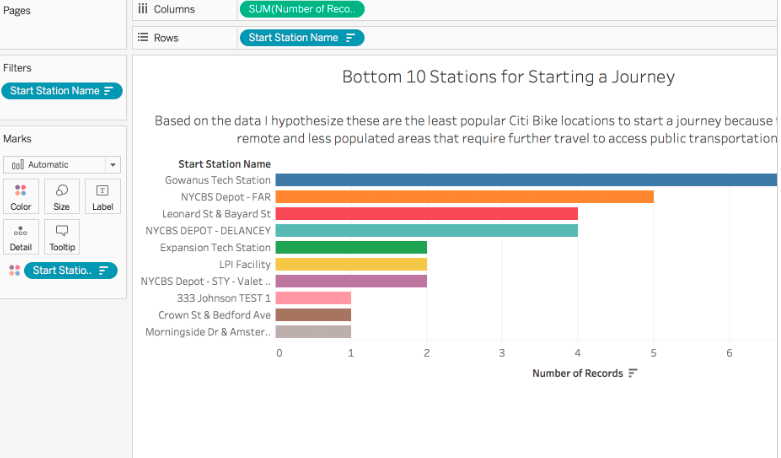 Pages
Columns
SUM(Number of Reco..
Rows
Start Station Name
Filters
Start Station Name
Marks
Automatic
Color
Size
Label
Detail
Tooltip
Start Statio..
Bottom 10 Stations for Starting a Journey
Based on the data I hypothesize these are the least popular Citi Bike locations to start a journey because
remote and less populated areas that require further travel to access public transportation
Start Station Name
Gowanus Tech Station
NYCBS Depot - FAR
Leonard St & Bayard St
NYCBS DEPOT - DELANCEY
Expansion Tech Station
LPI Facility
NYCBS Depot - STY - Valet ..
333 Johnson TEST 1
Crown St & Bedford Ave
Morningside Dr & Amster..
0 1 2 3 4 5 6
Number of Records